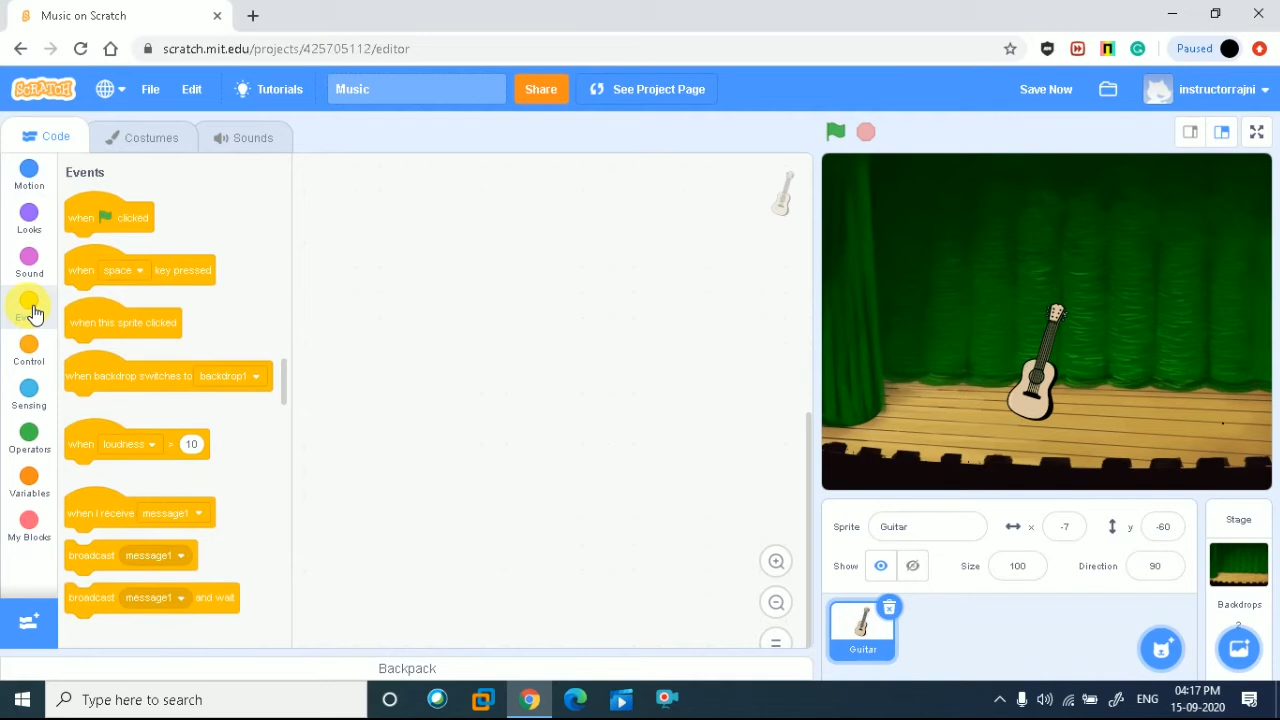 Music on Scratch
scratch.mit.edu/projects/425705112/editor
Paused
SCRATCH
File
Edit
Tutorials
Music
Share
See Project Page
Save Now
instructorrajni
Code
Costumes
Sounds
Motion
Looks
Sound
Control
Sensing
Operators
Variables
My Blocks
Events
when clicked
when space key pressed
when this sprite clicked
when backdrop switches to backdrop1
when loudness > 10
when I receive message1
broadcast message1
broadcast message1 and wait
Backpack
Sprite Guitar x -7 y -60
Show Size 100 Direction 90
Guitar
Stage
Backdrops
2
Type here to search
ENG
04:17 PM
15-09-2020